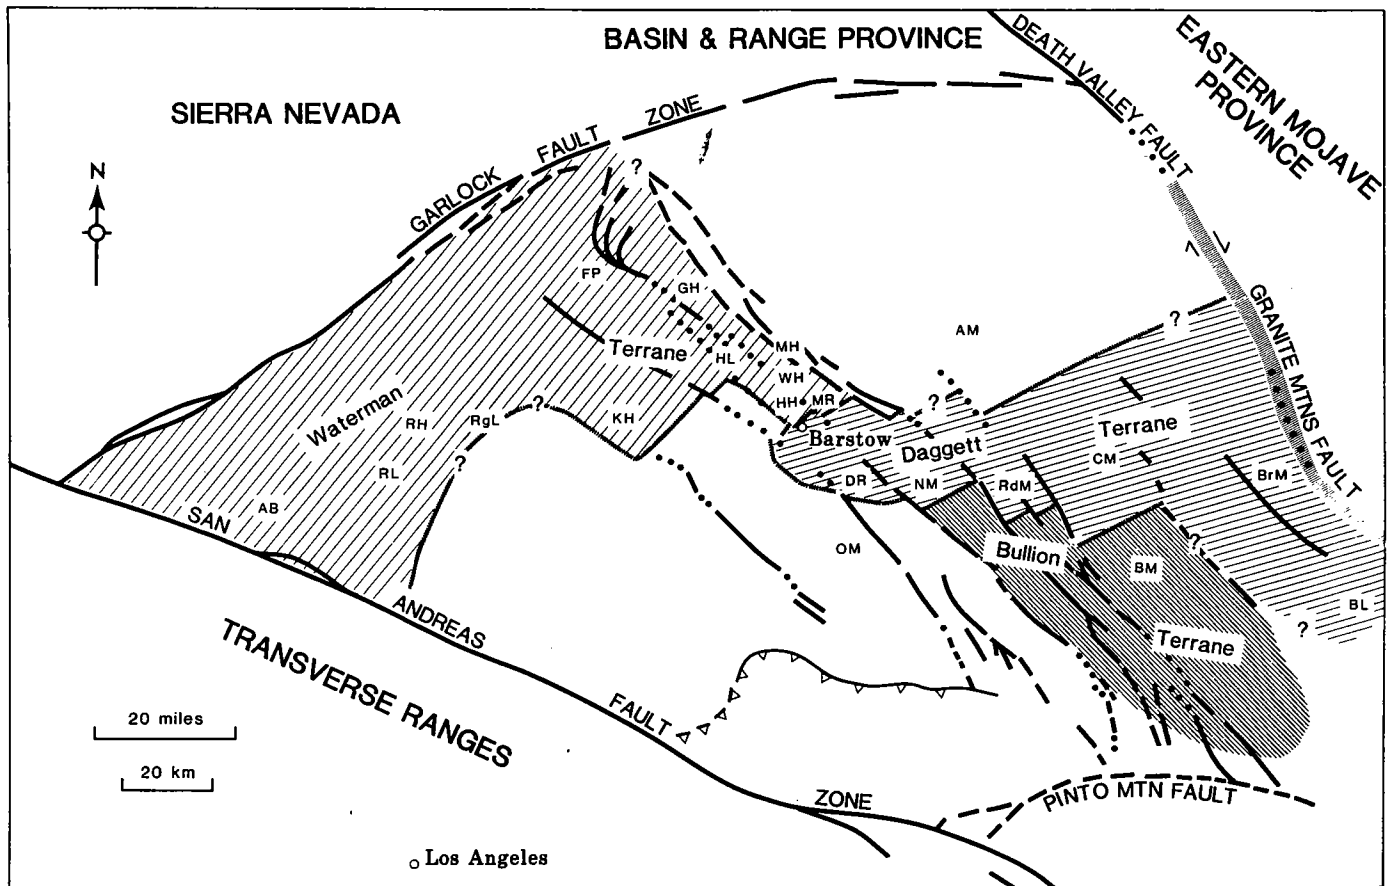 BASIN & RANGE PROVINCE
EASTERN MOJAVE
PROVINCE
SIERRA NEVADA
DEATH VALLEY FAULT
GARLOCK FAULT ZONE
N
?
FP
GH
GRANITE MTNS FAULT
?
AM
Terrane
HL
MH
WH
HH
MR
?
Terrane
Waterman
RH
RgL
?
KH
Barstow
Daggett
CM
BrM
?
RL
DR
NM
RdM
AB
SAN ANDREAS FAULT ZONE
OM
Bullion
BM
?
BL
?
Terrane
TRANSVERSE RANGES
20 miles
20 km
PINTO MTN FAULT
Los Angeles